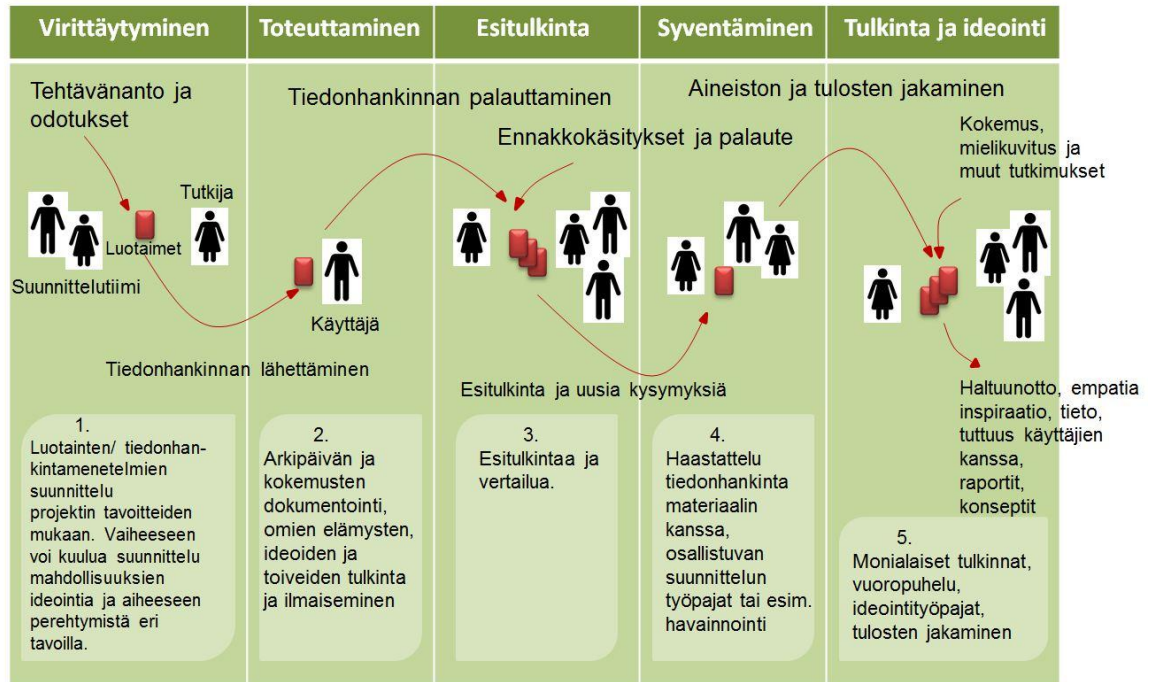 Virittäytyminen
Toteuttaminen
Esitulkinta
Syventäminen
Tulkinta ja ideointi
Tehtävänanto ja
odotukset
Tiedonhankinnan palauttaminen
Ennakkokäsitykset ja palaute
Aineiston ja tulosten jakaminen
Kokemus,
mielikuvitus ja
muut tutkimukset
Tutkija
Luotaimet
Suunnittelutiimi
Käyttäjä
Tiedonhankinnan lähettäminen
Esitulkinta ja uusia kysymyksiä
Haltuunotto, empatia
inspiraatio, tieto,
tuttuus käyttäjien
kanssa,
raportit,
konseptit
1.
Luotainten/ tiedonhan-
kintamenetelmien
suunnittelu
projektin tavoitteiden
mukaan. Vaiheeseen
voi kuulua suunnittelu
mahdollisuuksien
ideointia ja aiheeseen
perehtymistä eri
tavoilla.
2.
Arkipäivän ja
kokemusten
dokumentointi,
omien elämysten,
ideoiden ja
toiveiden tulkinta
ja ilmaiseminen
3.
Esitulkintaa ja
vertailua.
4.
Haastattelu
tiedonhankinta
materiaalin
kanssa,
osallistuvan
suunnittelun
työpajat tai esim.
havainnointi
5.
Monialaiset tulkinnat,
vuoropuhelu,
ideointityöpajat,
tulosten jakaminen